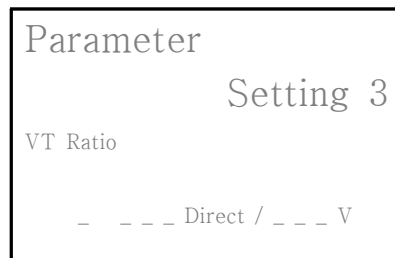 Parameter
Setting 3
VT Ratio
_ _ _ _ Direct / _ _ _ V